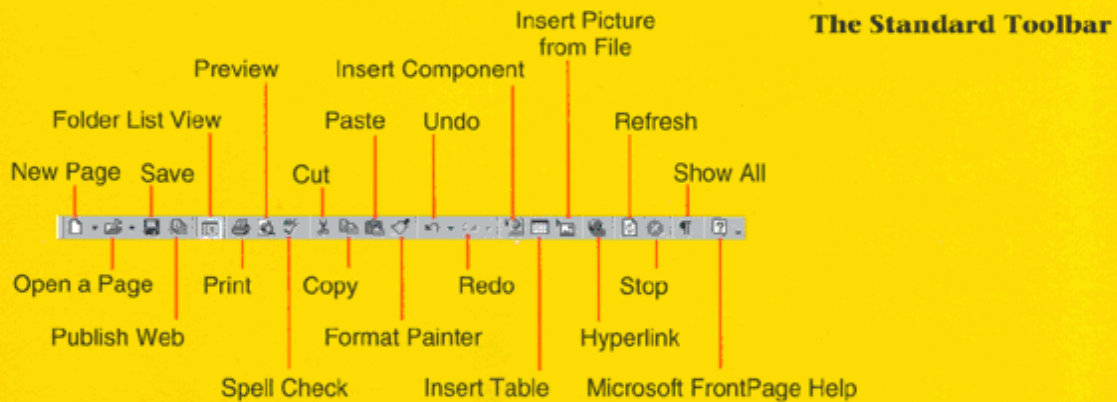 The Standard Toolbar
Insert Picture
from File
Preview
Insert Component
Folder List View
Paste
Undo
Refresh
New Page
Save
Cut
Show All
Open a Page
Print
Copy
Redo
Stop
Publish Web
Format Painter
Hyperlink
Spell Check
Insert Table
Microsoft FrontPage Help